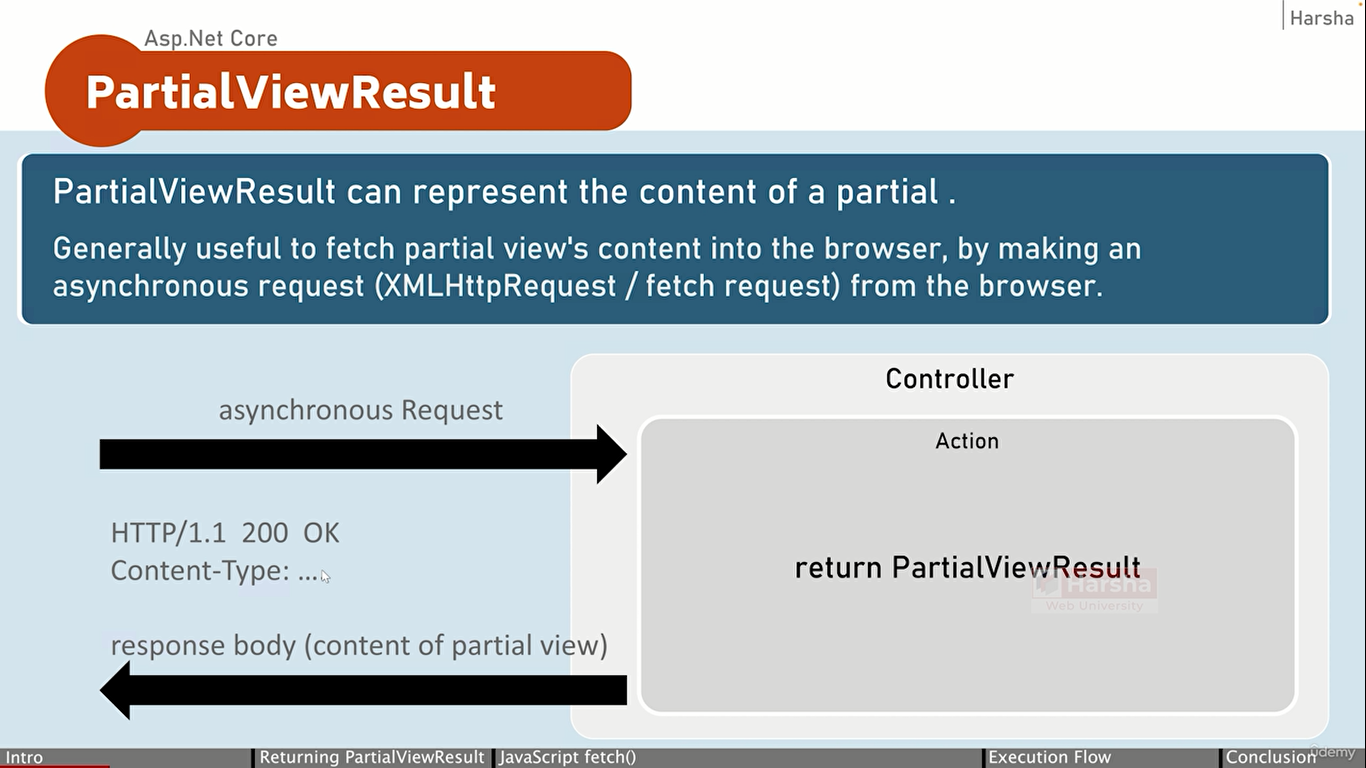 Harsha
Asp.Net Core
PartialViewResult
PartialViewResult can represent the content of a partial .
Generally useful to fetch partial view's content into the browser, by making an
asynchronous request (XMLHttpRequest / fetch request) from the browser.
Controller
asynchronous Request
Action
HTTP/1.1 200 OK
Content-Type: ...
return PartialViewResult
Harsha
Web University
response body (content of partial view)
Intro
Returning PartialViewResult
JavaScript fetch()
Execution Flow
Conclusion
ûdemy